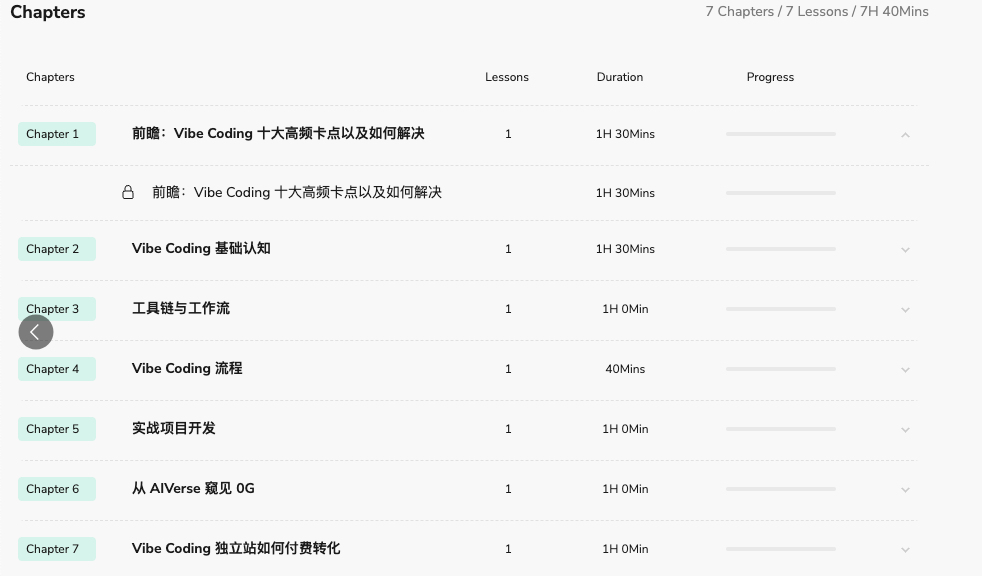 Chapters
7 Chapters / 7 Lessons / 7H 40Mins
Chapters Lessons Duration Progress
Chapter 1 前瞻：Vibe Coding 十大高频卡点以及如何解决 1 1H 30Mins
前瞻：Vibe Coding 十大高频卡点以及如何解决 1H 30Mins
Chapter 2 Vibe Coding 基础认知 1 1H 30Mins
Chapter 3 工具链与工作流 1 1H 0Min
Chapter 4 Vibe Coding 流程 1 40Mins
Chapter 5 实战项目开发 1 1H 0Min
Chapter 6 从 AIVerse 窥见 0G 1 1H 0Min
Chapter 7 Vibe Coding 独立站如何付费转化 1 1H 0Min